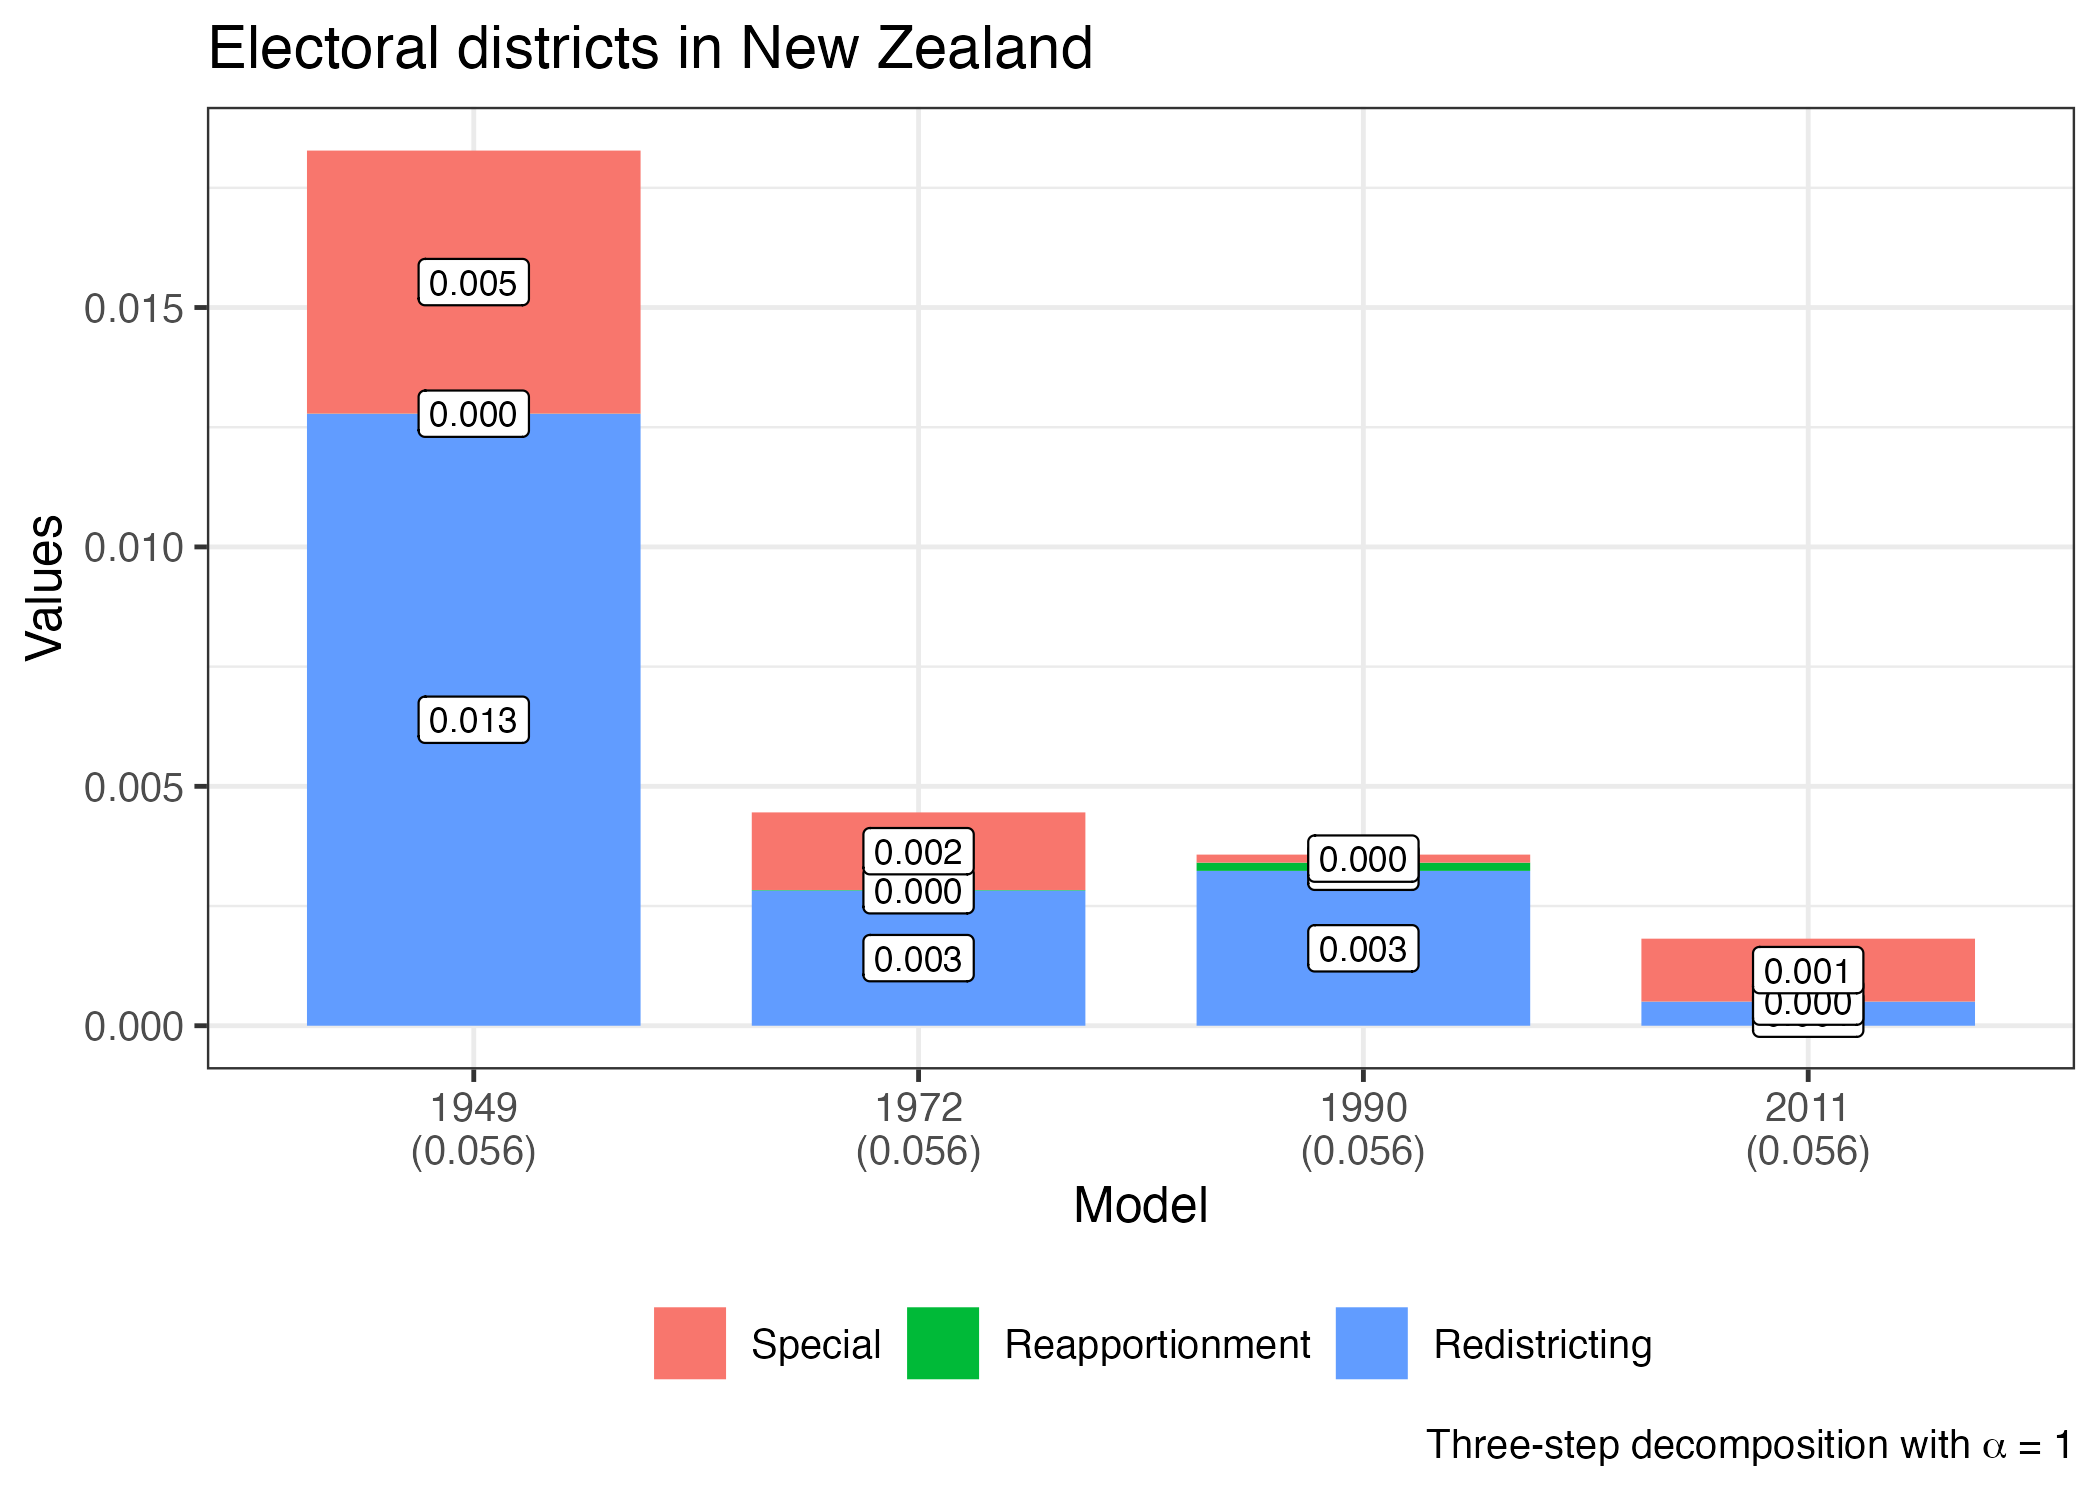 Electoral districts in New Zealand
Values
0.015
0.010
0.005
0.000
0.005
0.000
0.013
0.002
0.000
0.003
0.000
0.003
0.001
0.000
1949 1972 1990 2011
(0.056) (0.056) (0.056) (0.056)
Model
Special Reapportionment Redistricting
Three-step decomposition with α = 1